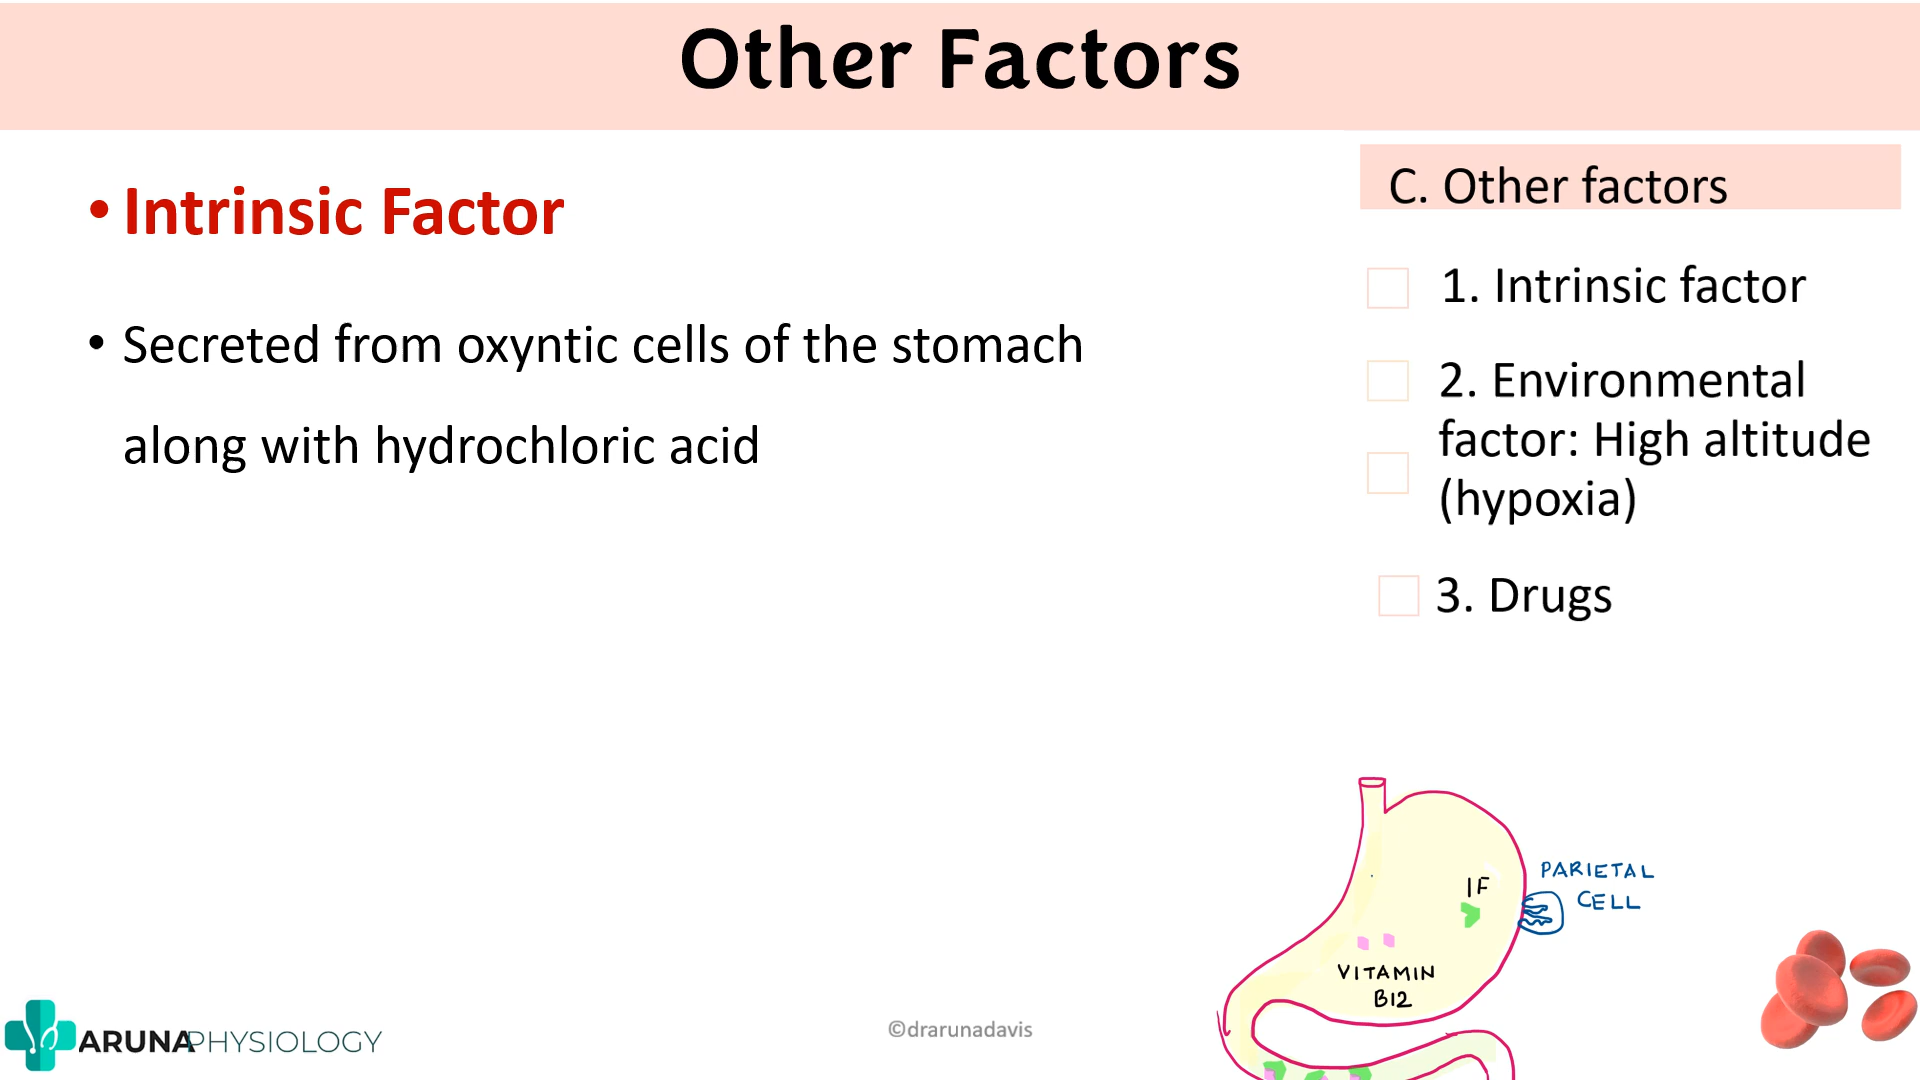 Other Factors
• Intrinsic Factor
• Secreted from oxyntic cells of the stomach
along with hydrochloric acid
C. Other factors
1. Intrinsic factor
2. Environmental
factor: High altitude
(hypoxia)
3. Drugs
IF
PARIETAL
CELL
VITAMIN
B12
ARUNAPHYSIOLOGY
©drarunadavis